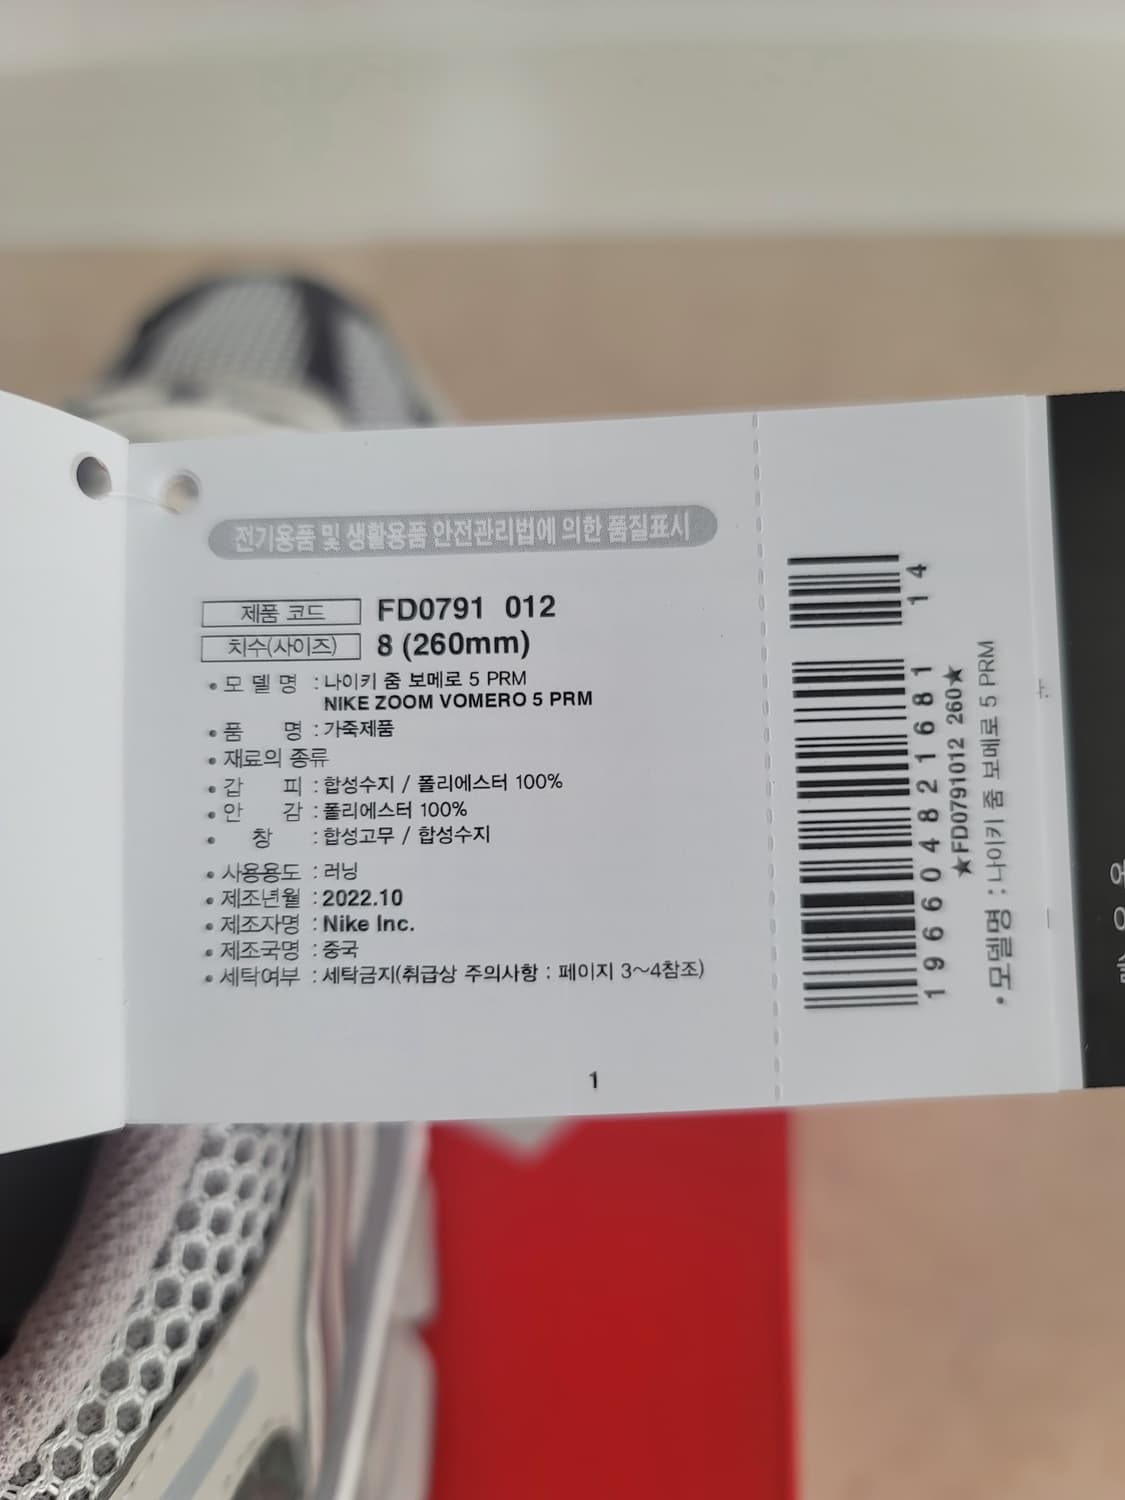 전기용품 및 생활용품 안전관리법에 의한 품질표시
제품 코드 FD0791 012
치수(사이즈) 8 (260mm)
• 모 델 명 : 나이키 줌 보메로 5 PRM
NIKE ZOOM VOMERO 5 PRM
• 품 명 : 가죽제품
• 재료의 종류
• 갑 피 : 합성수지 / 폴리에스터 100%
• 안 감 : 폴리에스터 100%
• 창 : 합성고무 / 합성수지
• 사용용도 : 러닝
• 제조년월 : 2022.10
• 제조자명 : Nike Inc.
• 제조국명 : 중국
• 세탁여부 : 세탁금지(취급상 주의사항 : 페이지 3~4참조)
1
196604821681 14
★FD0791012 260★
• 모델명 : 나이키 줌 보메로 5 PRM